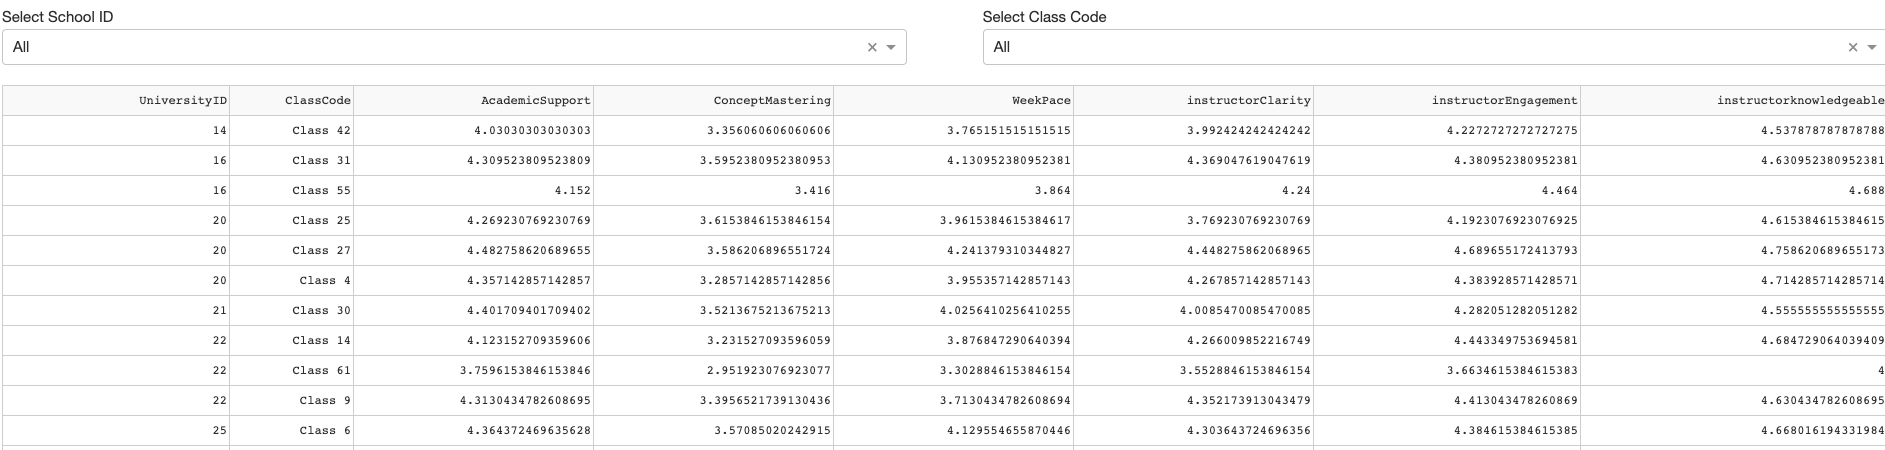 Select School ID Select Class Code
All × All ×
UniversityID ClassCode AcademicSupport ConceptMastering WeekPace instructorClarity instructorEngagement instructorknowledgeable
14 Class 42 4.03030303030303 3.356060606060606 3.765151515151515 3.992424242424242 4.2272727272727275 4.537878787878788
16 Class 31 4.309523809523809 3.5952380952380953 4.130952380952381 4.369047619047619 4.380952380952381 4.630952380952381
16 Class 55 4.152 3.416 3.864 4.24 4.464 4.688
20 Class 25 4.269230769230769 3.6153846153846154 3.9615384615384617 3.769230769230769 4.1923076923076925 4.615384615384615
20 Class 27 4.482758620689655 3.586206896551724 4.241379310344827 4.448275862068965 4.689655172413793 4.758620689655173
20 Class 4 4.357142857142857 3.2857142857142856 3.955357142857143 4.267857142857143 4.383928571428571 4.714285714285714
21 Class 30 4.401709401709402 3.5213675213675213 4.0256410256410255 4.0085470085470085 4.282051282051282 4.555555555555555
22 Class 14 4.123152709359606 3.231527093596059 3.876847290640394 4.266009852216749 4.443349753694581 4.684729064039409
22 Class 61 3.7596153846153846 2.951923076923077 3.3028846153846154 3.5528846153846154 3.6634615384615383 4
22 Class 9 4.3130434782608695 3.3956521739130436 3.7130434782608694 4.352173913043479 4.413043478260869 4.630434782608695
25 Class 6 4.364372469635628 3.57085020242915 4.129554655870446 4.303643724696356 4.384615384615385 4.668016194331984